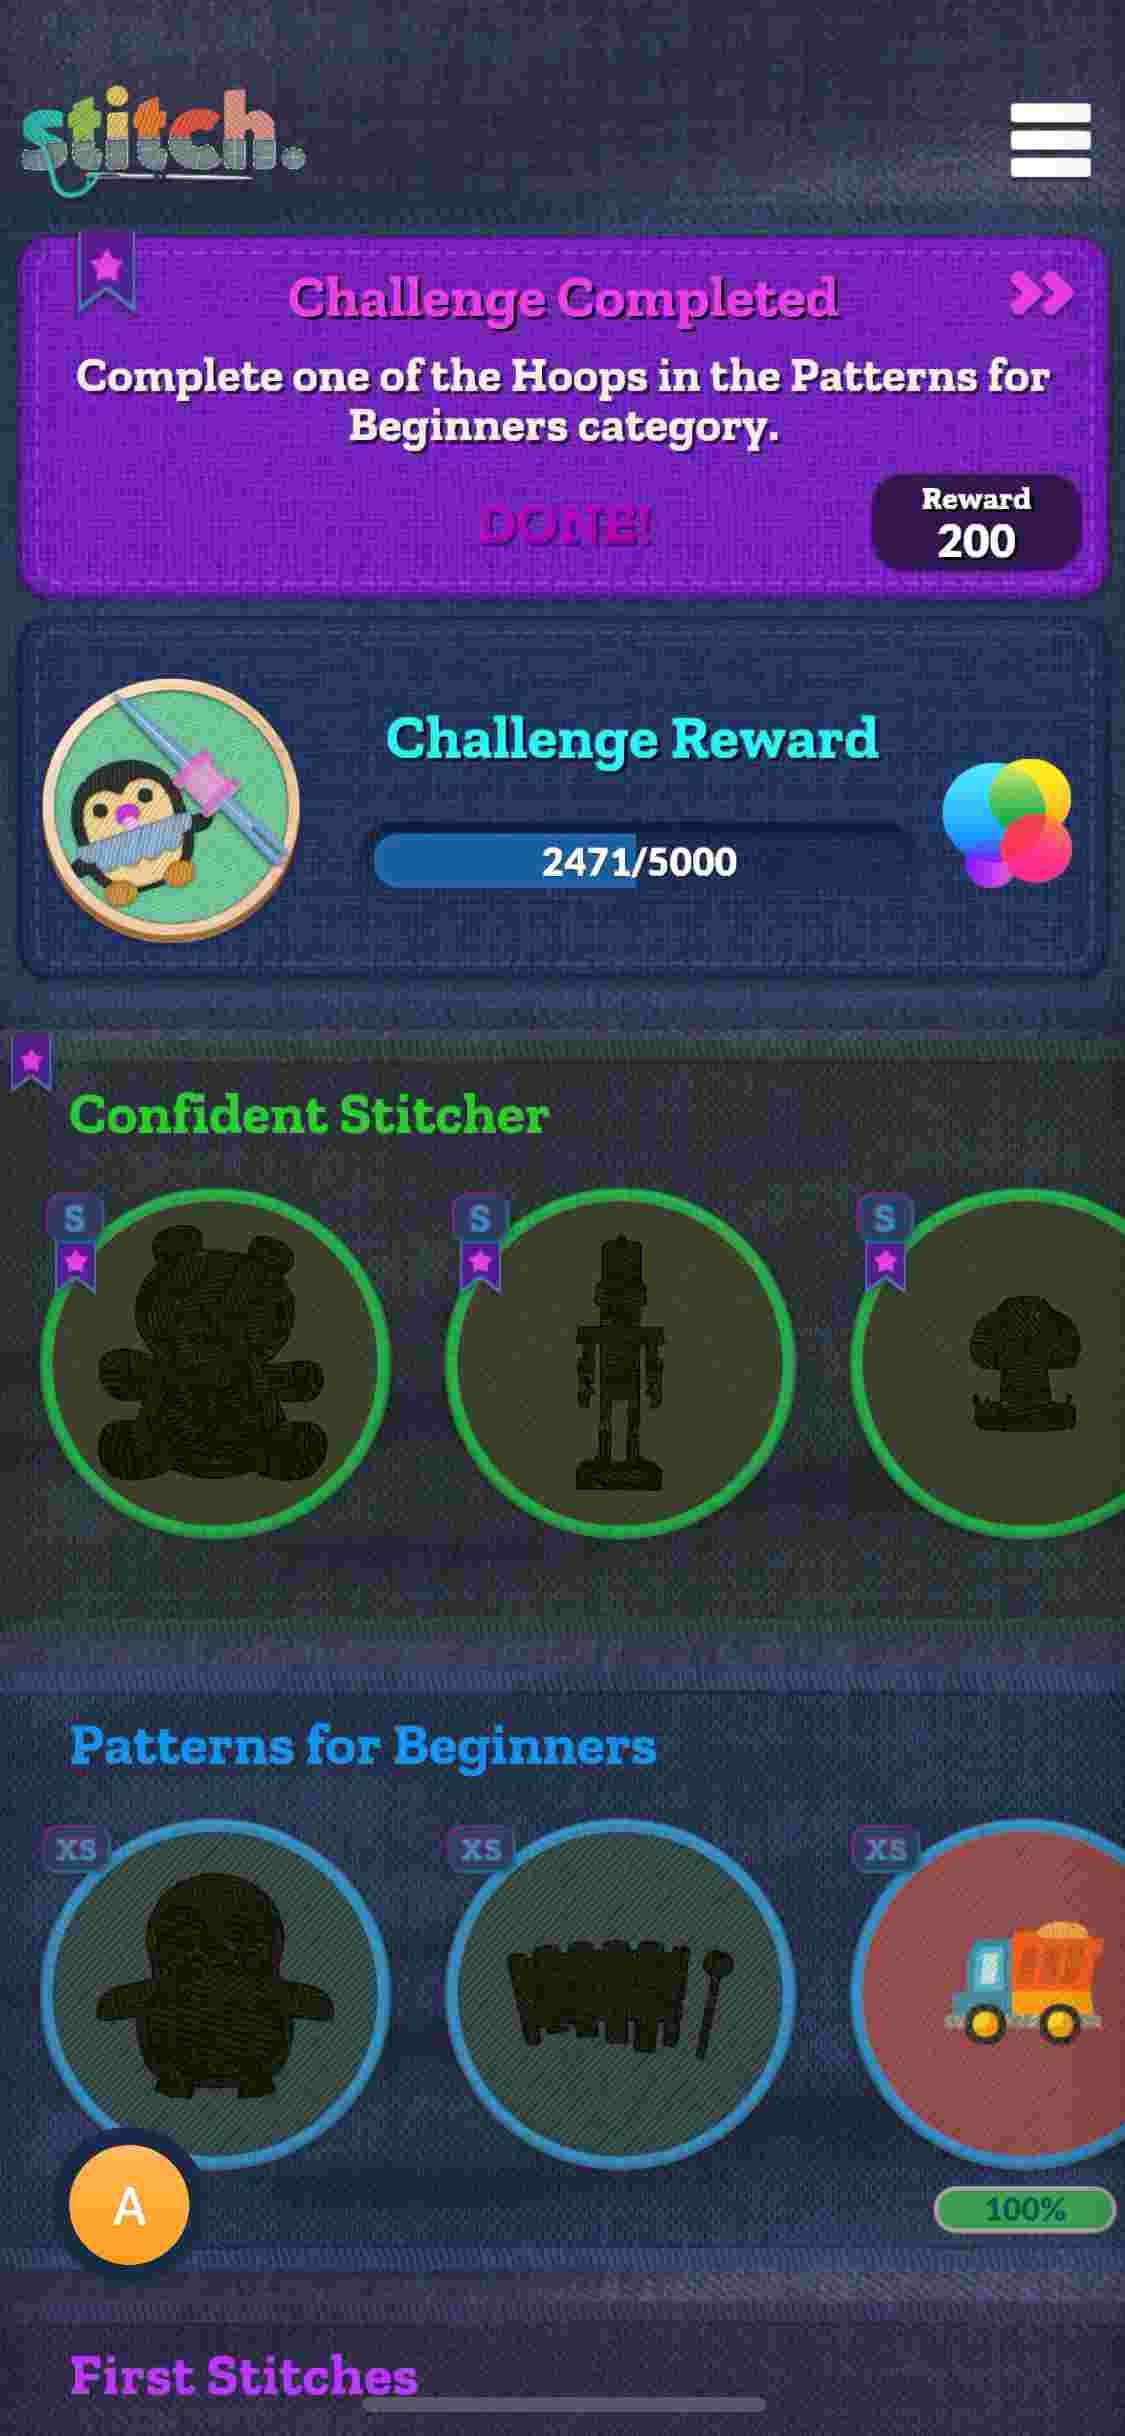 stitch.
Challenge Completed
Complete one of the Hoops in the Patterns for
Beginners category.
DONE!
Reward
200
Challenge Reward
2471/5000
Confident Stitcher
S
S
S
Patterns for Beginners
XS
XS
XS
A
100%
First Stitches